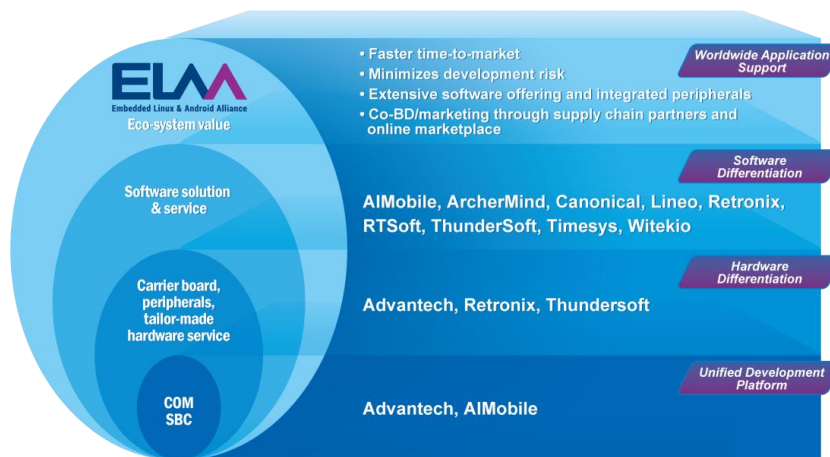 ELAA
Embedded Linux & Android Alliance
Eco-system value
• Faster time-to-market
• Minimizes development risk
• Extensive software offering and integrated peripherals
• Co-BD/marketing through supply chain partners and
online marketplace
Worldwide Application
Support
Software solution
& service
AIMobile, ArcherMind, Canonical, Lineo, Retronix,
RTSoft, ThunderSoft, Timesys, Witekio
Software
Differentiation
Carrier board,
peripherals,
tailor-made
hardware service
Advantech, Retronix, Thundersoft
Hardware
Differentiation
COM
SBC
Advantech, AIMobile
Unified Development
Platform